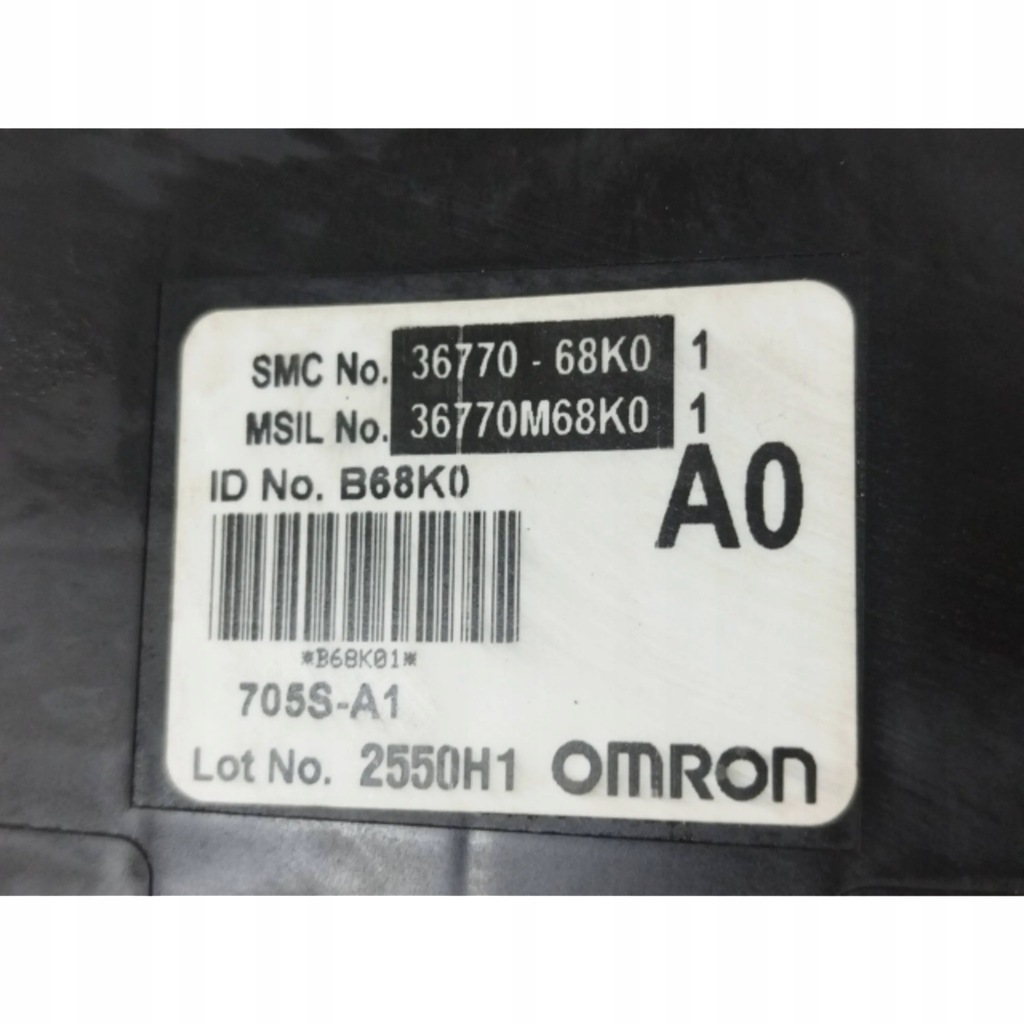 SMC No. 36770 - 68K0 1
MSIL No. 36770M68K0 1
ID No. B68K0
A0
*B68K01*
705S-A1
Lot No. 2550H1 OMRON